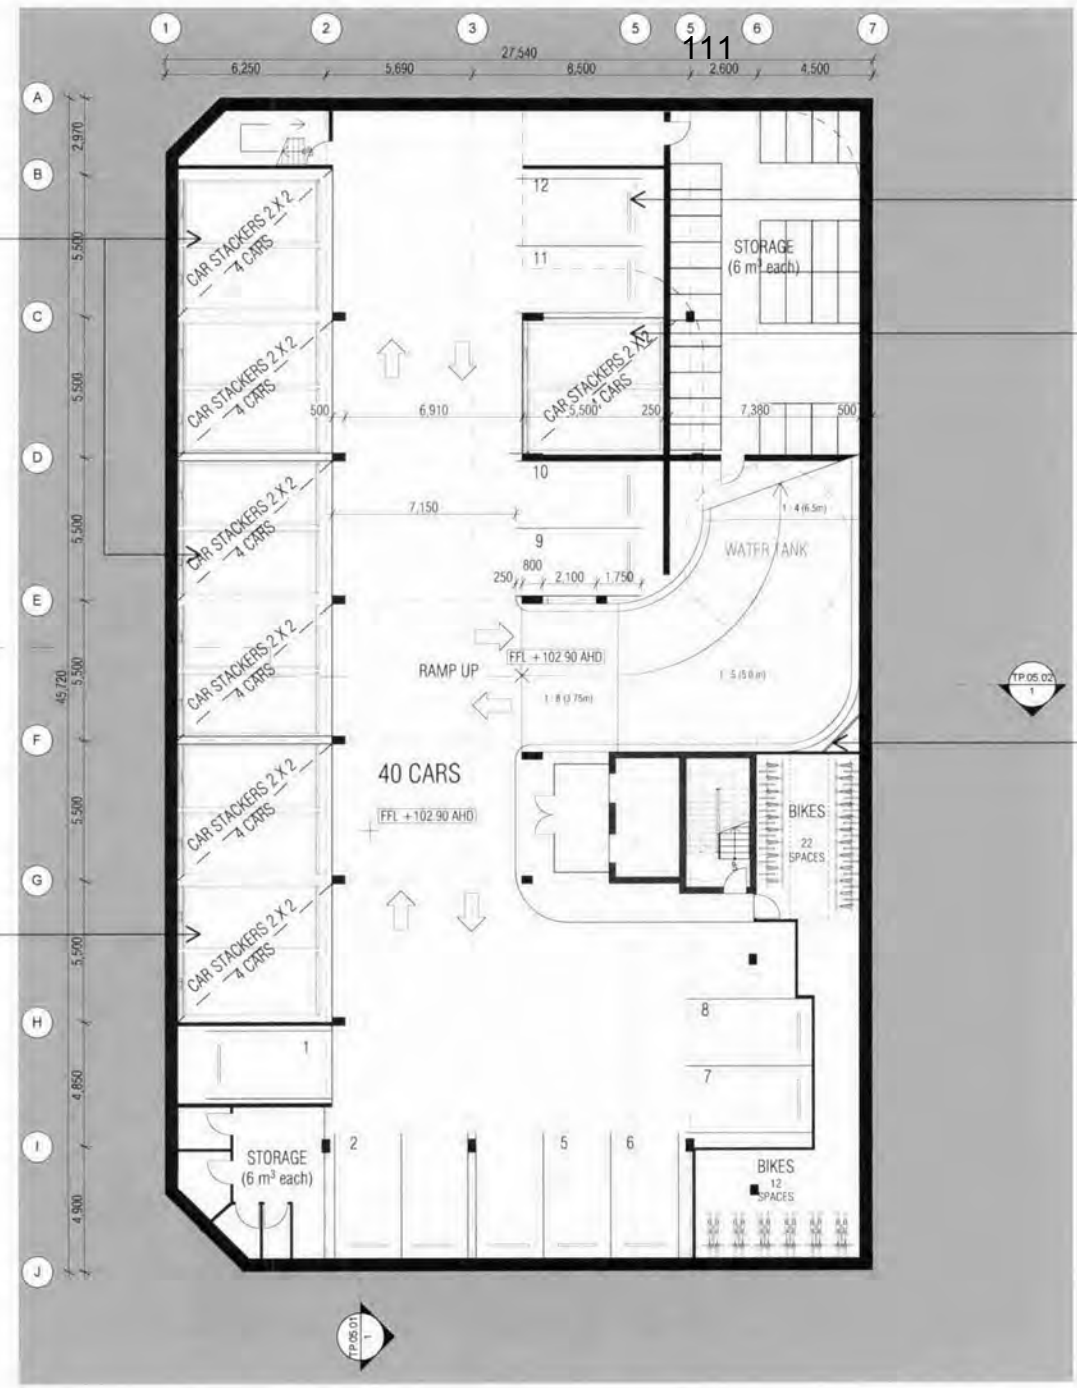 1 2 3 5 5 6 7
111
27,540
6,250 5,690 8,500 2,600 4,500
A
2,970
B
12
CAR STACKERS 2 X 2
4 CARS
STORAGE
(6 m³ each)
5,500
11
C
CAR STACKERS 2 X 2
4 CARS
CAR STACKERS 2 X 2
4 CARS
5,500
500 6,910 5,500 250 7,380 500
D
10
CAR STACKERS 2 X 2
4 CARS
7,150
1 : 4 (6.5m)
5,500
9
WATER TANK
800
250 2,100 1,750
E
CAR STACKERS 2 X 2
4 CARS
FFL + 102.90 AHD
RAMP UP
45,720
5,500
1 : 8 (3.75m)
1 : 5 (5.0 m)
TP 05.02
1
F
CAR STACKERS 2 X 2
4 CARS
40 CARS
FFL + 102.90 AHD
5,500
BIKES
22
SPACES
G
CAR STACKERS 2 X 2
4 CARS
5,500
H
8
1
4,850
7
I
2 5 6
STORAGE
(6 m³ each)
BIKES
12
SPACES
4,900
J
TP 05.01
1